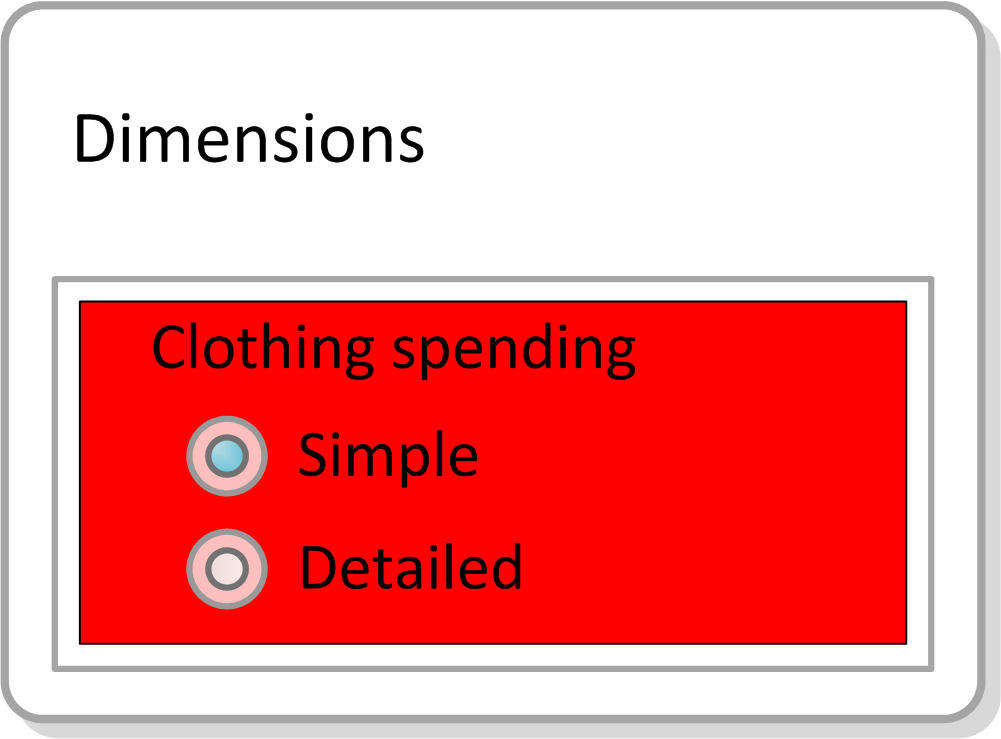 Dimensions
Clothing spending
Simple
Detailed